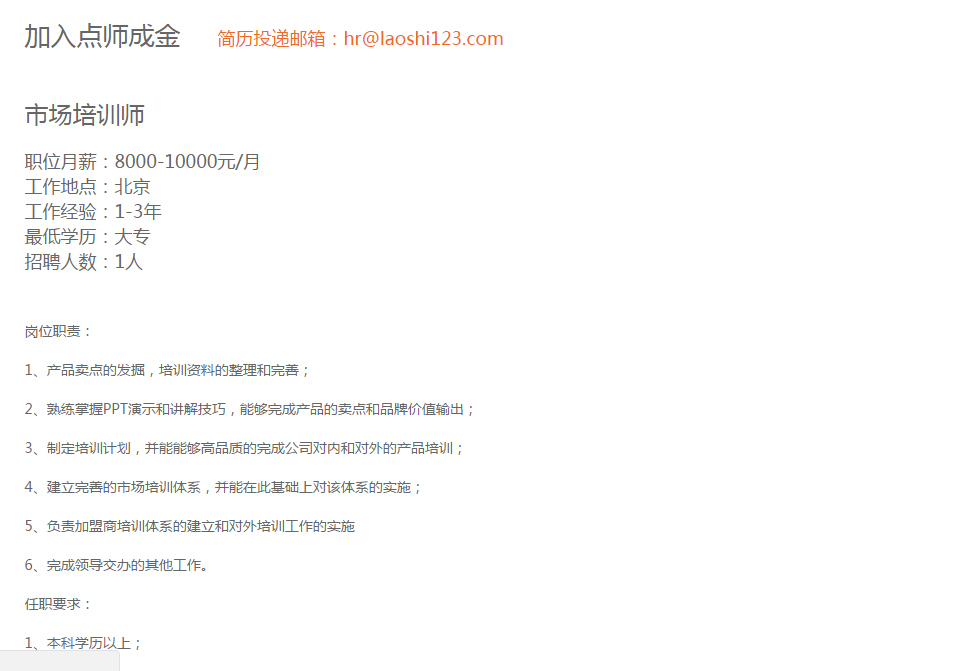 加入点师成金 简历投递邮箱：hr@laoshi123.com
市场培训师
职位月薪：8000-10000元/月
工作地点：北京
工作经验：1-3年
最低学历：大专
招聘人数：1人
岗位职责：
1、产品卖点的发掘，培训资料的整理和完善；
2、熟练掌握PPT演示和讲解技巧，能够完成产品的卖点和品牌价值输出；
3、制定培训计划，并能能够高品质的完成公司对内和对外的产品培训；
4、建立完善的市场培训体系，并能在此基础上对该体系的实施；
5、负责加盟商培训体系的建立和对外培训工作的实施
6、完成领导交办的其他工作。
任职要求：
1、本科学历以上；